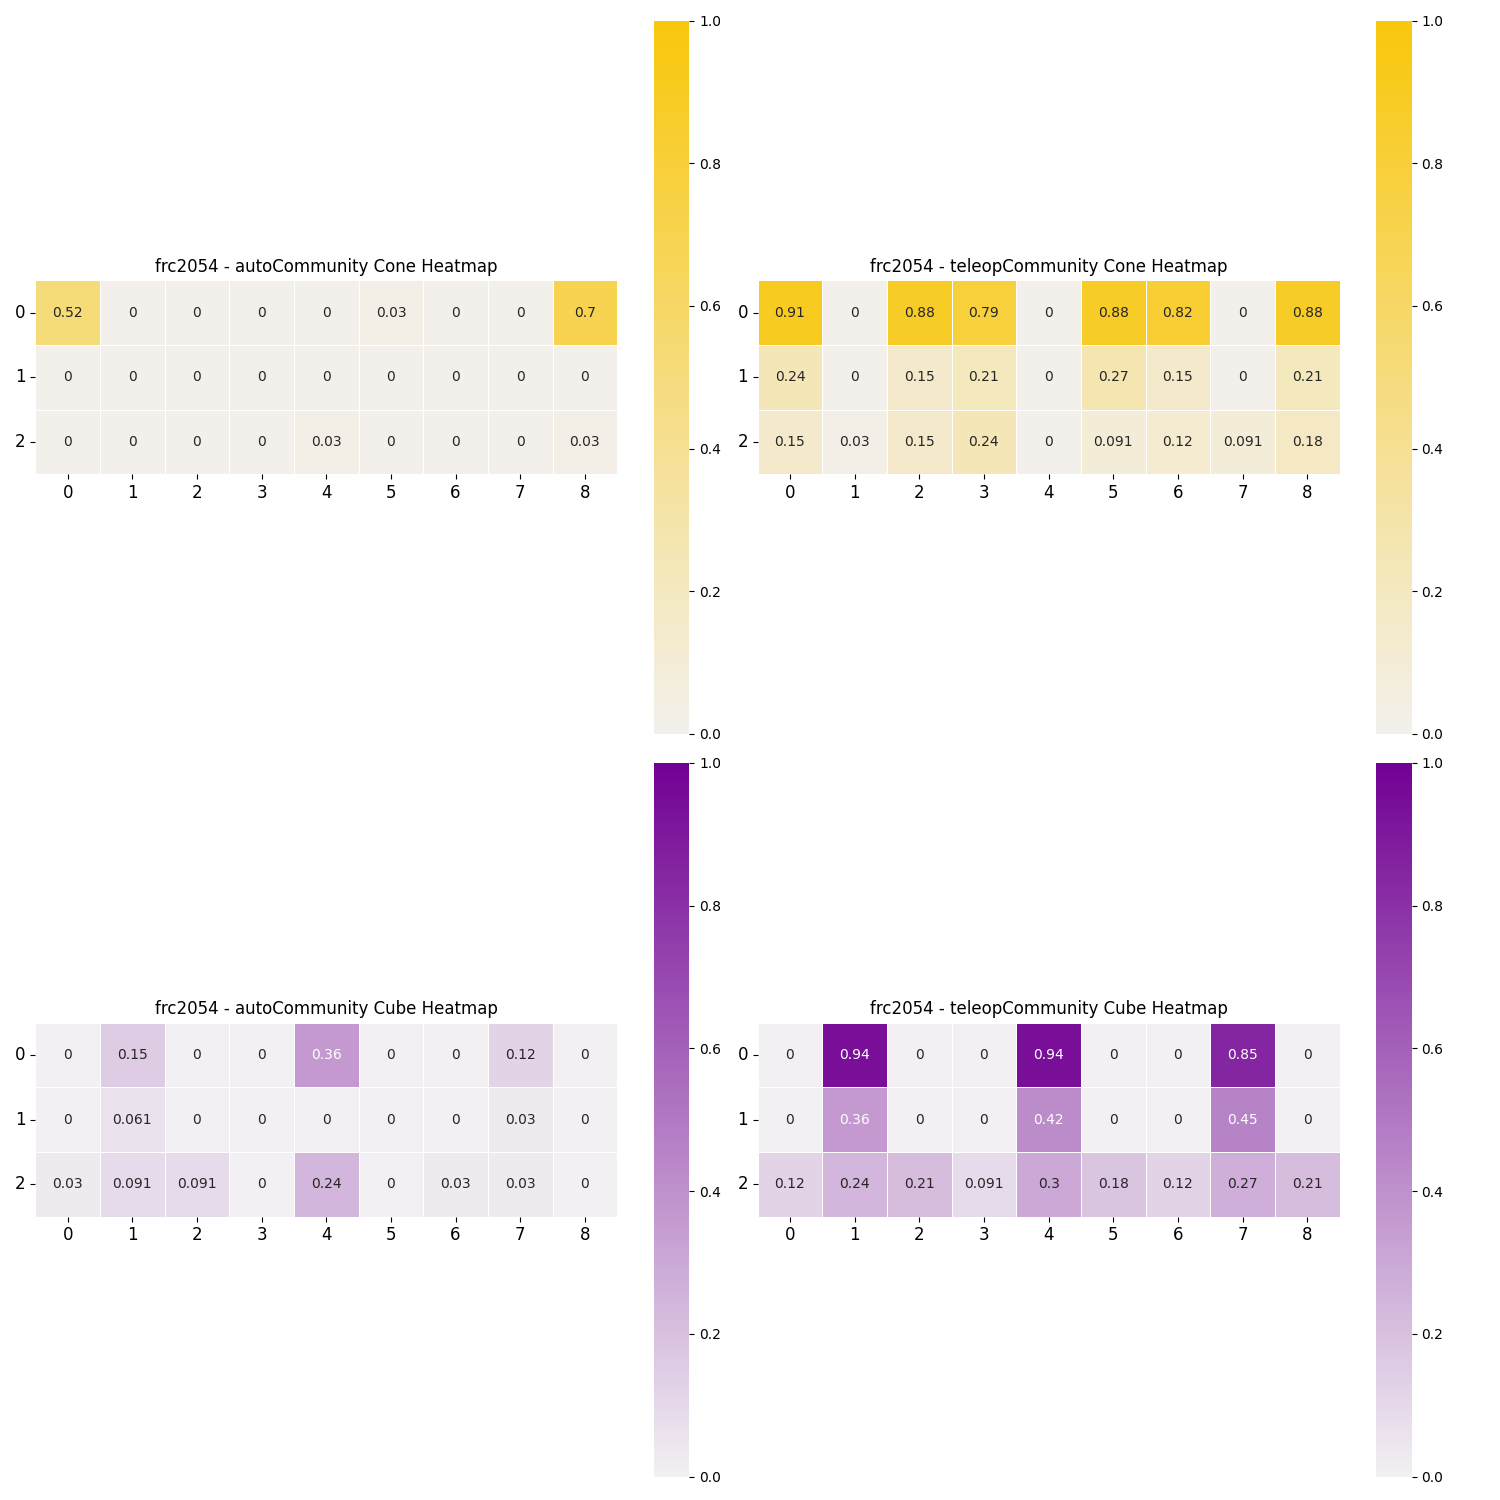 frc2054 - autoCommunity Cone Heatmap
0 0.52 0 0 0 0 0.03 0 0 0.7
1 0 0 0 0 0 0 0 0 0
2 0 0 0 0 0.03 0 0 0 0.03
0 1 2 3 4 5 6 7 8
1.0
0.8
0.6
0.4
0.2
0.0
frc2054 - teleopCommunity Cone Heatmap
0 0.91 0 0.88 0.79 0 0.88 0.82 0 0.88
1 0.24 0 0.15 0.21 0 0.27 0.15 0 0.21
2 0.15 0.03 0.15 0.24 0 0.091 0.12 0.091 0.18
0 1 2 3 4 5 6 7 8
1.0
0.8
0.6
0.4
0.2
0.0
frc2054 - autoCommunity Cube Heatmap
0 0 0.15 0 0 0.36 0 0 0.12 0
1 0 0.061 0 0 0 0 0 0.03 0
2 0.03 0.091 0.091 0 0.24 0 0.03 0.03 0
0 1 2 3 4 5 6 7 8
1.0
0.8
0.6
0.4
0.2
0.0
frc2054 - teleopCommunity Cube Heatmap
0 0 0.94 0 0 0.94 0 0 0.85 0
1 0 0.36 0 0 0.42 0 0 0.45 0
2 0.12 0.24 0.21 0.091 0.3 0.18 0.12 0.27 0.21
0 1 2 3 4 5 6 7 8
1.0
0.8
0.6
0.4
0.2
0.0